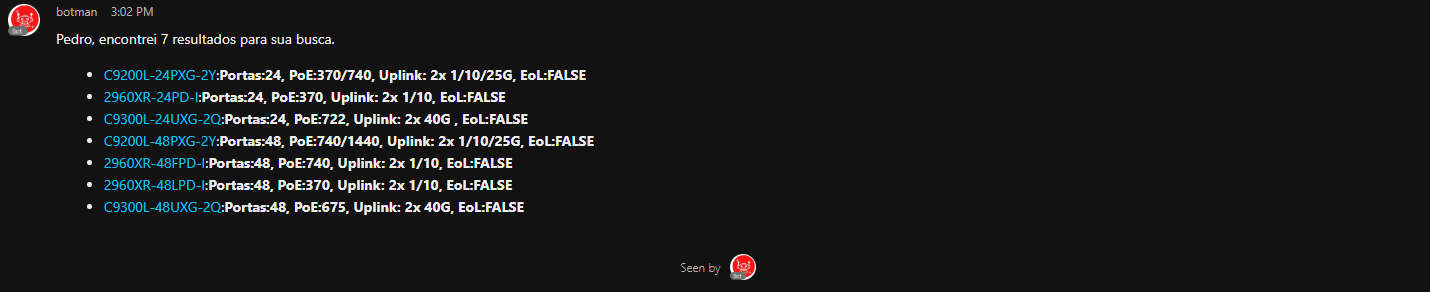 botman 3:02 PM
Pedro, encontrei 7 resultados para sua busca.
C9200L-24PXG-2Y:Portas:24, PoE:370/740, Uplink: 2x 1/10/25G, EoL:FALSE
2960XR-24PD-I:Portas:24, PoE:370, Uplink: 2x 1/10, EoL:FALSE
C9300L-24UXG-2Q:Portas:24, PoE:722, Uplink: 2x 40G , EoL:FALSE
C9200L-48PXG-2Y:Portas:48, PoE:740/1440, Uplink: 2x 1/10/25G, EoL:FALSE
2960XR-48FPD-I:Portas:48, PoE:740, Uplink: 2x 1/10, EoL:FALSE
2960XR-48LPD-I:Portas:48, PoE:370, Uplink: 2x 1/10, EoL:FALSE
C9300L-48UXG-2Q:Portas:48, PoE:675, Uplink: 2x 40G, EoL:FALSE
Seen by
Bot
Bot